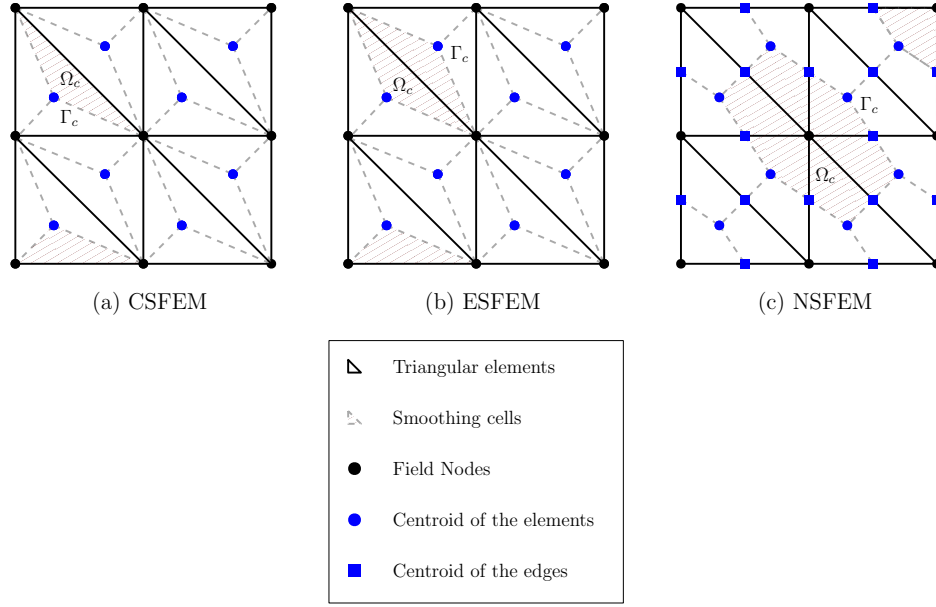 Ω_c
Γ_c
Γ_c
Ω_c
Γ_c
Ω_c
(a) CSFEM
(b) ESFEM
(c) NSFEM
Triangular elements
Smoothing cells
Field Nodes
Centroid of the elements
Centroid of the edges